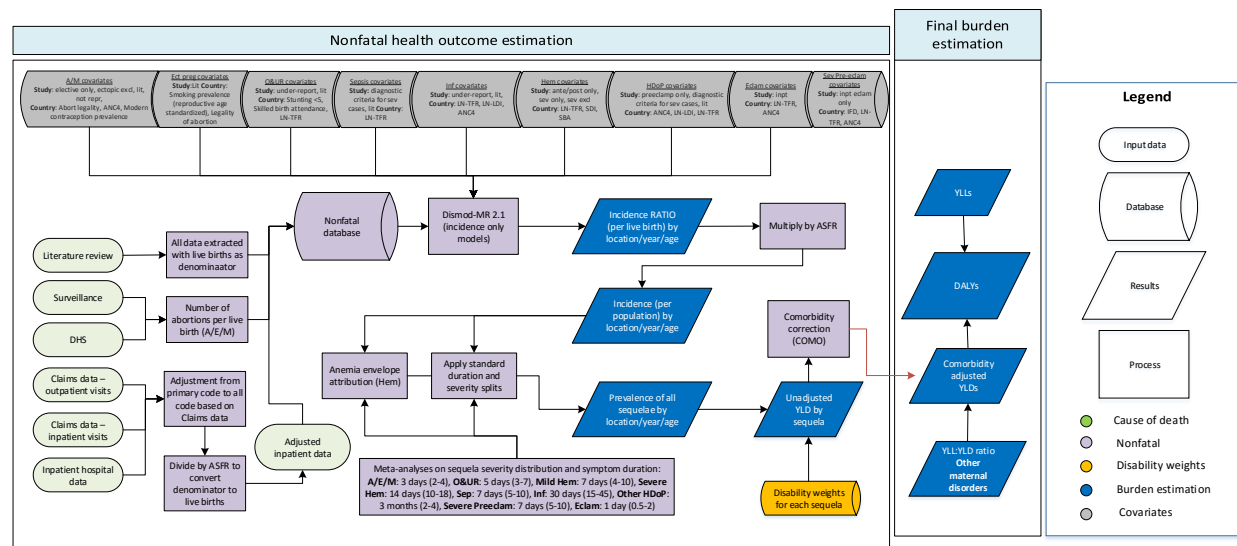 Nonfatal health outcome estimation
Final burden
estimation
A/M covariates
Study: elective only, ectopic excl, lit,
not repr,
Country: Abort legality, ANC4, Modern
contraception prevalence
Ect preg covariates
Study:Lit Country:
Smoking prevalence
(reproductive age
standardized), Legality
of abortion
O&UR covariates
Study: under-report, lit
Country: Stunting <5,
Skilled birth attendance,
LN-TFR
Sepsis covariates
Study: diagnostic
criteria for sev
cases, lit Country:
LN-TFR
Inf covariates
Study: under-report, lit,
Country: LN-TFR, LN-LDI,
ANC4
Hem covariates
Study: ante/post only,
sev only, sev exd
Country: LN-TFR, SDI,
SBA
HDoP covariates
Study: preedamp only, diagnostic
criteria for sev cases, lit
Country: ANC4, LN-LDI, LN-TFR
Eclam covariates
Study: inpt
Country: LN-TFR,
ANC4
Sev Pre-eclam
covariates
Study: inpt eclam
only
Country: IFD, LN-
TFR, ANC4
Literature review
All data extracted
with live births as
denominaator
Surveillance
DHS
Number of
abortions per live
birth (A/E/M)
Claims data –
outpatient visits
Claims data –
inpatient visits
Inpatient hospital
data
Adjustment from
primary code to all
code based on
Claims data
Divide by ASFR to
convert
denominator to
live births
Adjusted
inpatient data
Nonfatal
database
Dismod-MR 2.1
(incidence only
models)
Incidence RATIO
(per live birth) by
location/year/age
Multiply by ASFR
Incidence (per
population) by
location/year/age
Anemia envelope
attribution (Hem)
Apply standard
duration and
severity splits
Prevalence of all
sequelae by
location/year/age
Comorbidity
correction
(COMO)
Unadjusted
YLD by
sequela
Disability weights
for each sequela
Meta-analyses on sequela severity distribution and symptom duration:
A/E/M: 3 days (2-4), O&UR: 5 days (3-7), Mild Hem: 7 days (4-10), Severe
Hem: 14 days (10-18), Sep: 7 days (5-10), Inf: 30 days (15-45), Other HDoP:
3 months (2-4), Severe Preedam: 7 days (5-10), Eclam: 1 day (0.5-2)
YLLs
DALYs
Comorbidity
adjusted
YLDs
YLL:YLD ratio
Other
maternal
disorders
Legend
Input data
Database
Results
Process
Cause of death
Nonfatal
Disability weights
Burden estimation
Covariates